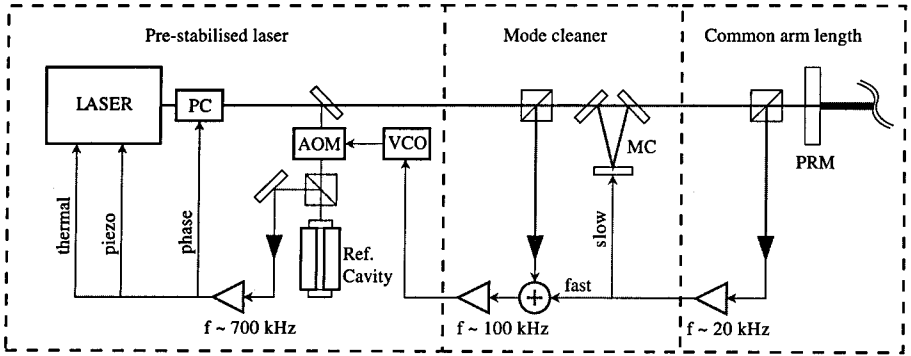 Pre-stabilised laser
Mode cleaner
Common arm length
LASER
PC
AOM
VCO
MC
PRM
thermal
piezo
phase
Ref.
Cavity
slow
fast
f ~ 700 kHz
f ~ 100 kHz
f ~ 20 kHz